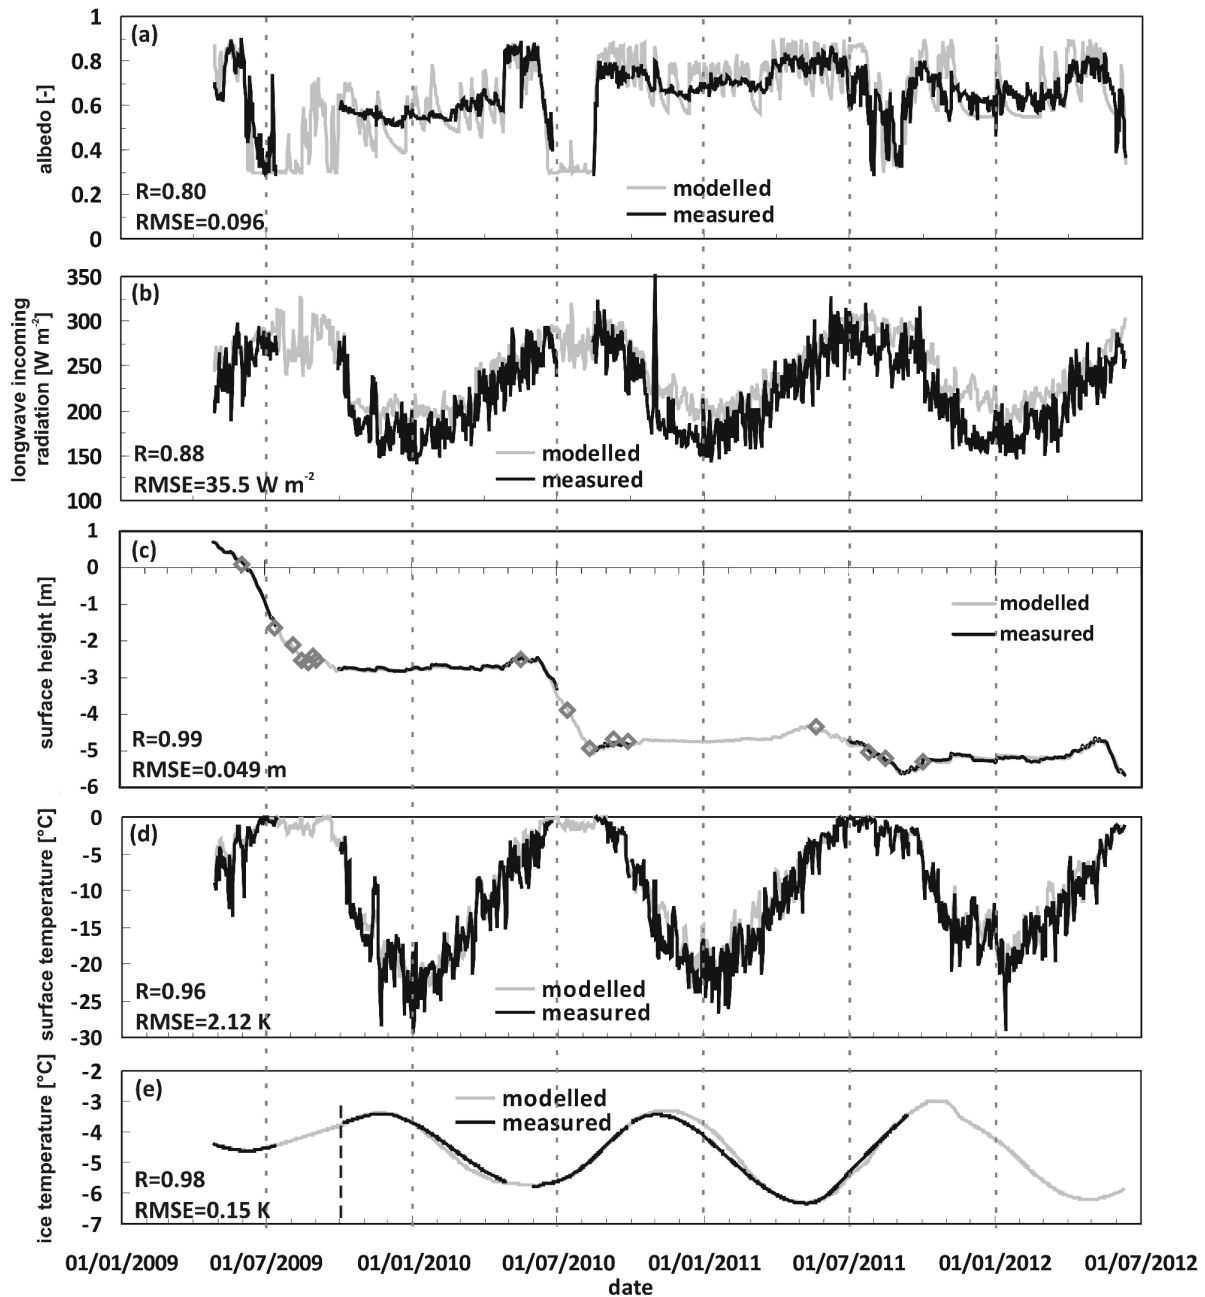 1
(a)
0.8
0.6
0.4
0.2
0
albedo [-]
R=0.80
RMSE=0.096
modelled
measured
350
(b)
300
250
200
150
100
longwave incoming
radiation [W m-2]
R=0.88
RMSE=35.5 W m-2
modelled
measured
1
(c)
0
-1
-2
-3
-4
-5
-6
surface height [m]
R=0.99
RMSE=0.049 m
modelled
measured
0
(d)
-5
-10
-15
-20
-25
-30
surface temperature [°C]
R=0.96
RMSE=2.12 K
modelled
measured
-2
(e)
-3
-4
-5
-6
-7
ice temperature [°C]
R=0.98
RMSE=0.15 K
modelled
measured
01/01/2009 01/07/2009 01/01/2010 01/07/2010 01/01/2011 01/07/2011 01/01/2012 01/07/2012
date